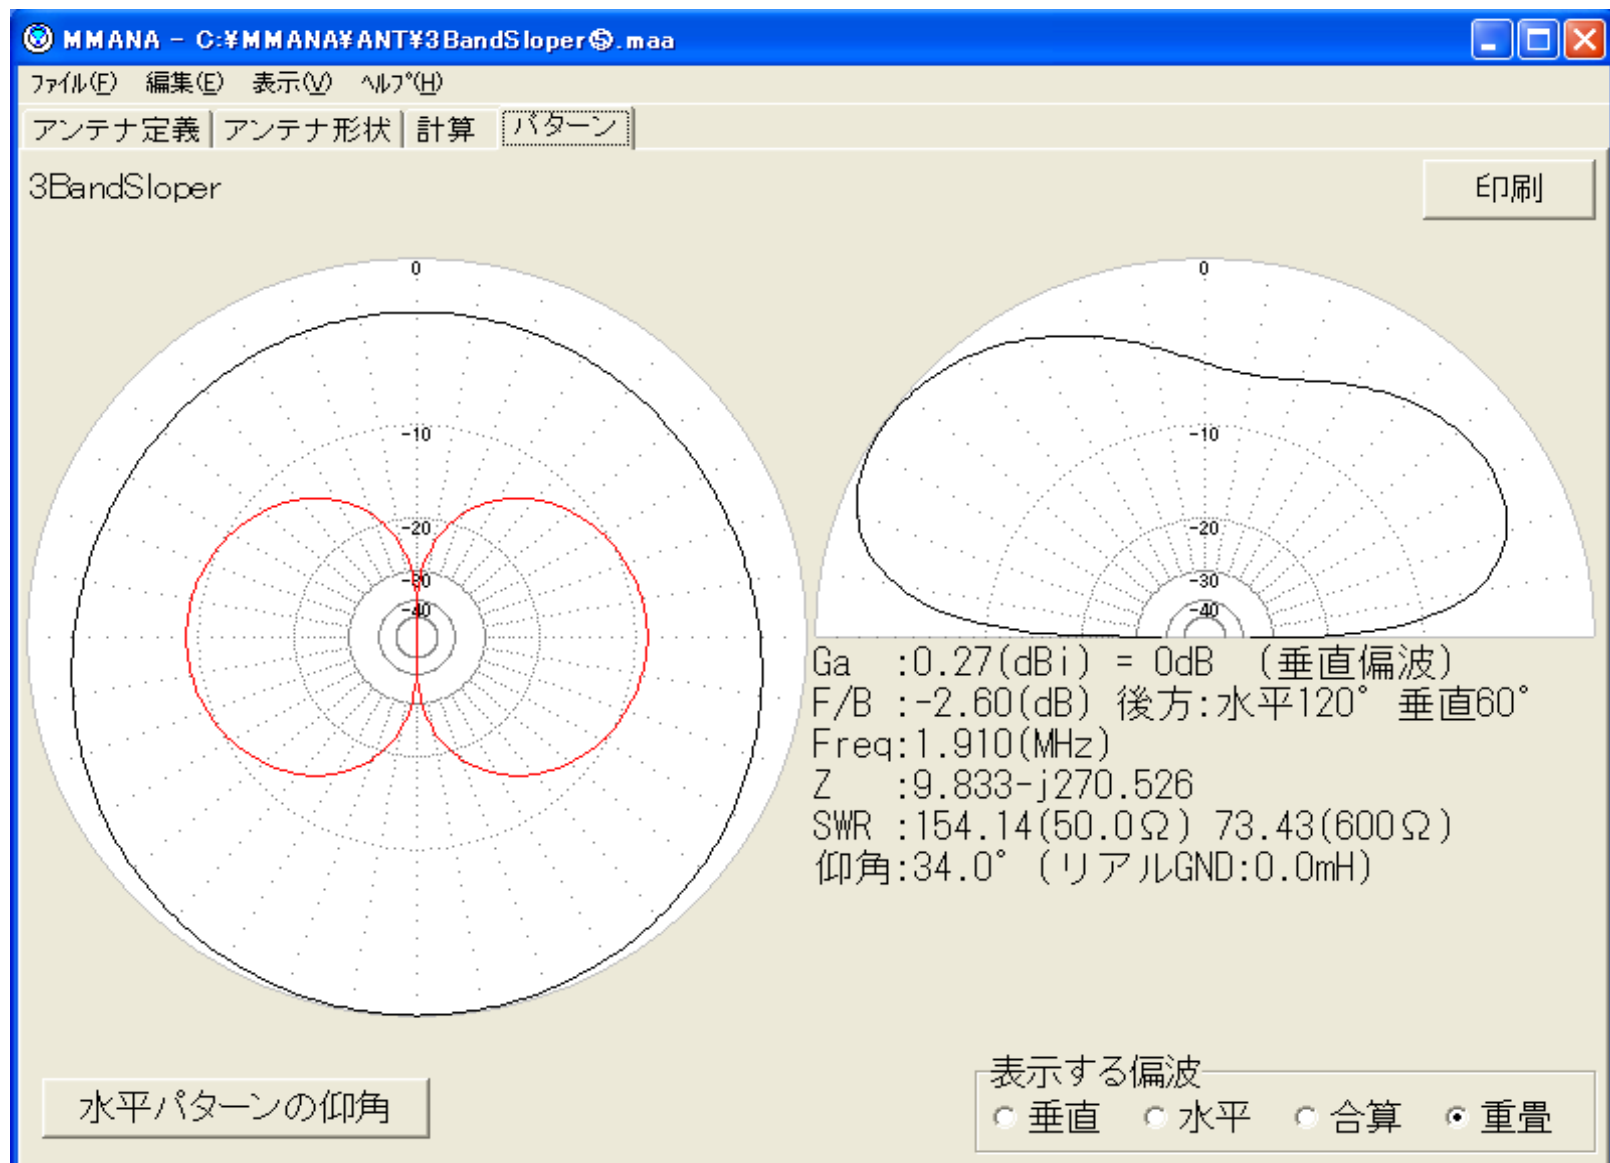 MMANA - C:¥MMANA¥ANT¥3BandSloper⑤.maa
ファイル(F) 編集(E) 表示(V) ヘルプ(H)
アンテナ定義 アンテナ形状 計算 パターン
3BandSloper
印刷
0
-10
-20
-30
-40
0
-10
-20
-30
-40
Ga :0.27(dBi) = 0dB (垂直偏波)
F/B :-2.60(dB) 後方:水平120° 垂直60°
Freq:1.910(MHz)
Z :9.833-j270.526
SWR :154.14(50.0Ω) 73.43(600Ω)
仰角:34.0° (リアルGND:0.0mH)
水平パターンの仰角
表示する偏波
垂直 水平 合算 重畳